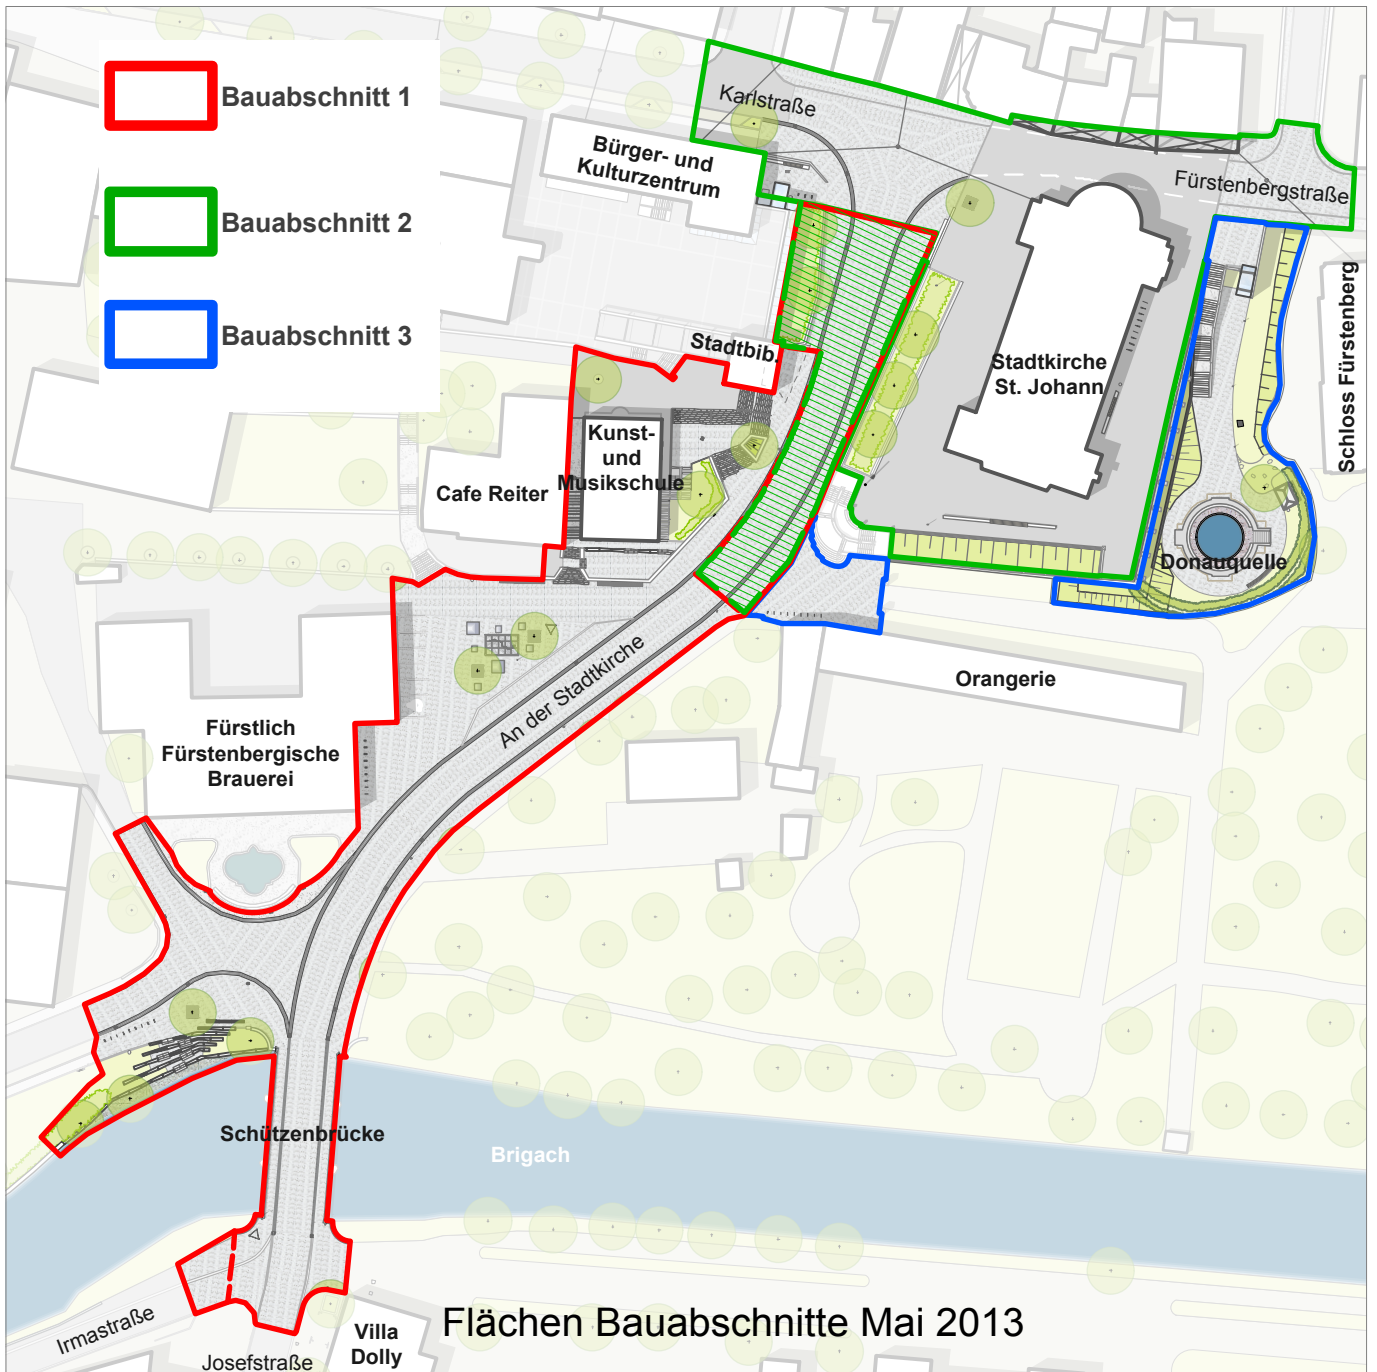 Bauabschnitt 1
Bauabschnitt 2
Bauabschnitt 3
Karlstraße
Bürger- und
Kulturzentrum
Fürstenbergstraße
Schloss Fürstenberg
Stadtbib.
Stadtkirche
St. Johann
Kunst-
und
Musikschule
Cafe Reiter
Donauquelle
An der Stadtkirche
Orangerie
Fürstlich
Fürstenbergische
Brauerei
Schützenbrücke
Brigach
Irmastraße
Josefstraße
Villa
Dolly
Flächen Bauabschnitte Mai 2013